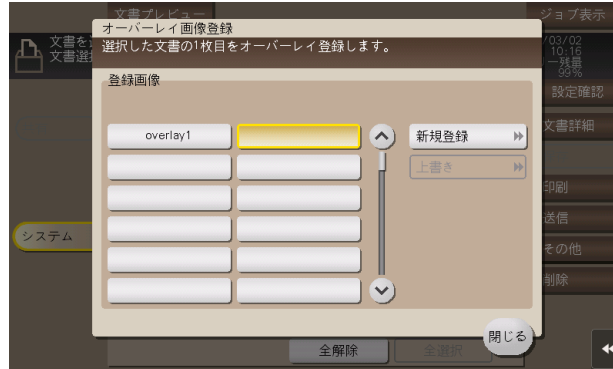 文書プレビュー
ジョブ表示
オーバーレイ画像登録
選択した文書の1枚目をオーバーレイ登録します。
文書を
文書選
/03/02
10:16
ー残量
99%
登録画像
設定確認
overlay1
新規登録
文書詳細
上書き
印刷
送信
システム
その他
削除
閉じる
全解除
全選択